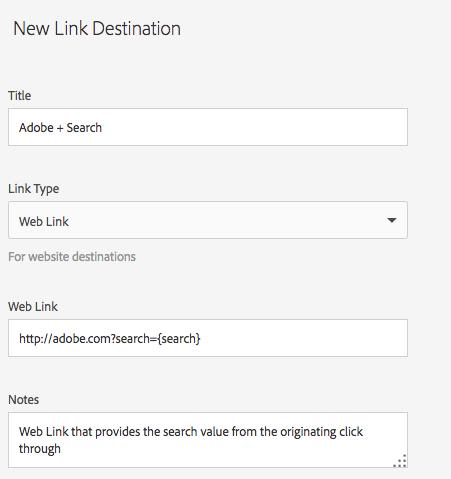 New Link Destination
Title
Adobe + Search
Link Type
Web Link
For website destinations
Web Link
http://adobe.com?search={search}
Notes
Web Link that provides the search value from the originating click
through